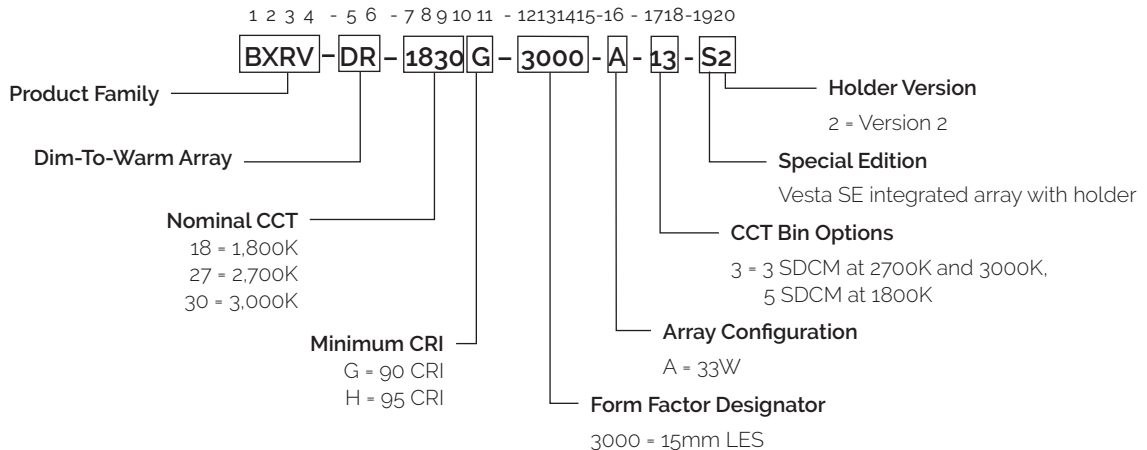 1 2 3 4 - 5 6 - 7 8 9 10 11 - 12131415-16 - 1718-1920
BXRV-DR-1830G-3000-A-13-S2
Product Family
Holder Version
2 = Version 2
Dim-To-Warm Array
Special Edition
Vesta SE integrated array with holder
Nominal CCT
18 = 1,800K
27 = 2,700K
30 = 3,000K
CCT Bin Options
3 = 3 SDCM at 2700K and 3000K,
5 SDCM at 1800K
Minimum CRI
G = 90 CRI
H = 95 CRI
Array Configuration
A = 33W
Form Factor Designator
3000 = 15mm LES